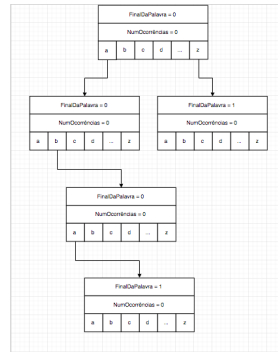 FinalDaPalavra = 0
NumOcorrências = 0
a b c d ... z
FinalDaPalavra = 0
NumOcorrências = 0
a b c d ... z
FinalDaPalavra = 1
NumOcorrências = 0
a b c d ... z
FinalDaPalavra = 0
NumOcorrências = 0
a b c d ... z
FinalDaPalavra = 1
NumOcorrências = 0
a b c d ... z